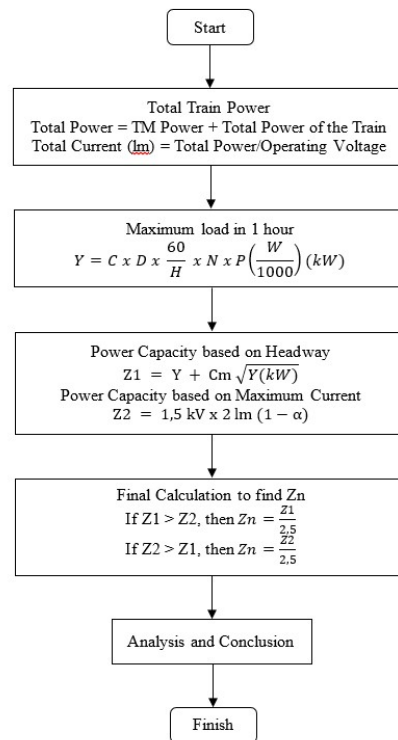 Start
Total Train Power
Total Power = TM Power + Total Power of the Train
Total Current (lm) = Total Power/Operating Voltage
Maximum load in 1 hour
Y = C x D x 60/H x N x P(W/1000) (kW)
Power Capacity based on Headway
Z1 = Y + Cm √Y(kW)
Power Capacity based on Maximum Current
Z2 = 1,5 kV x 2 lm (1 − α)
Final Calculation to find Zn
If Z1 > Z2, then Zn = Z1/2,5
If Z2 > Z1, then Zn = Z2/2,5
Analysis and Conclusion
Finish